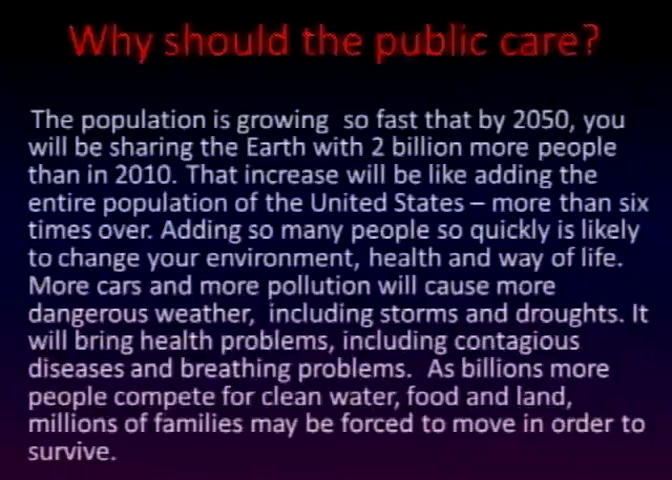 Why should the public care?
The population is growing so fast that by 2050, you
will be sharing the Earth with 2 billion more people
than in 2010. That increase will be like adding the
entire population of the United States – more than six
times over. Adding so many people so quickly is likely
to change your environment, health and way of life.
More cars and more pollution will cause more
dangerous weather, including storms and droughts. It
will bring health problems, including contagious
diseases and breathing problems. As billions more
people compete for clean water, food and land,
millions of families may be forced to move in order to
survive.